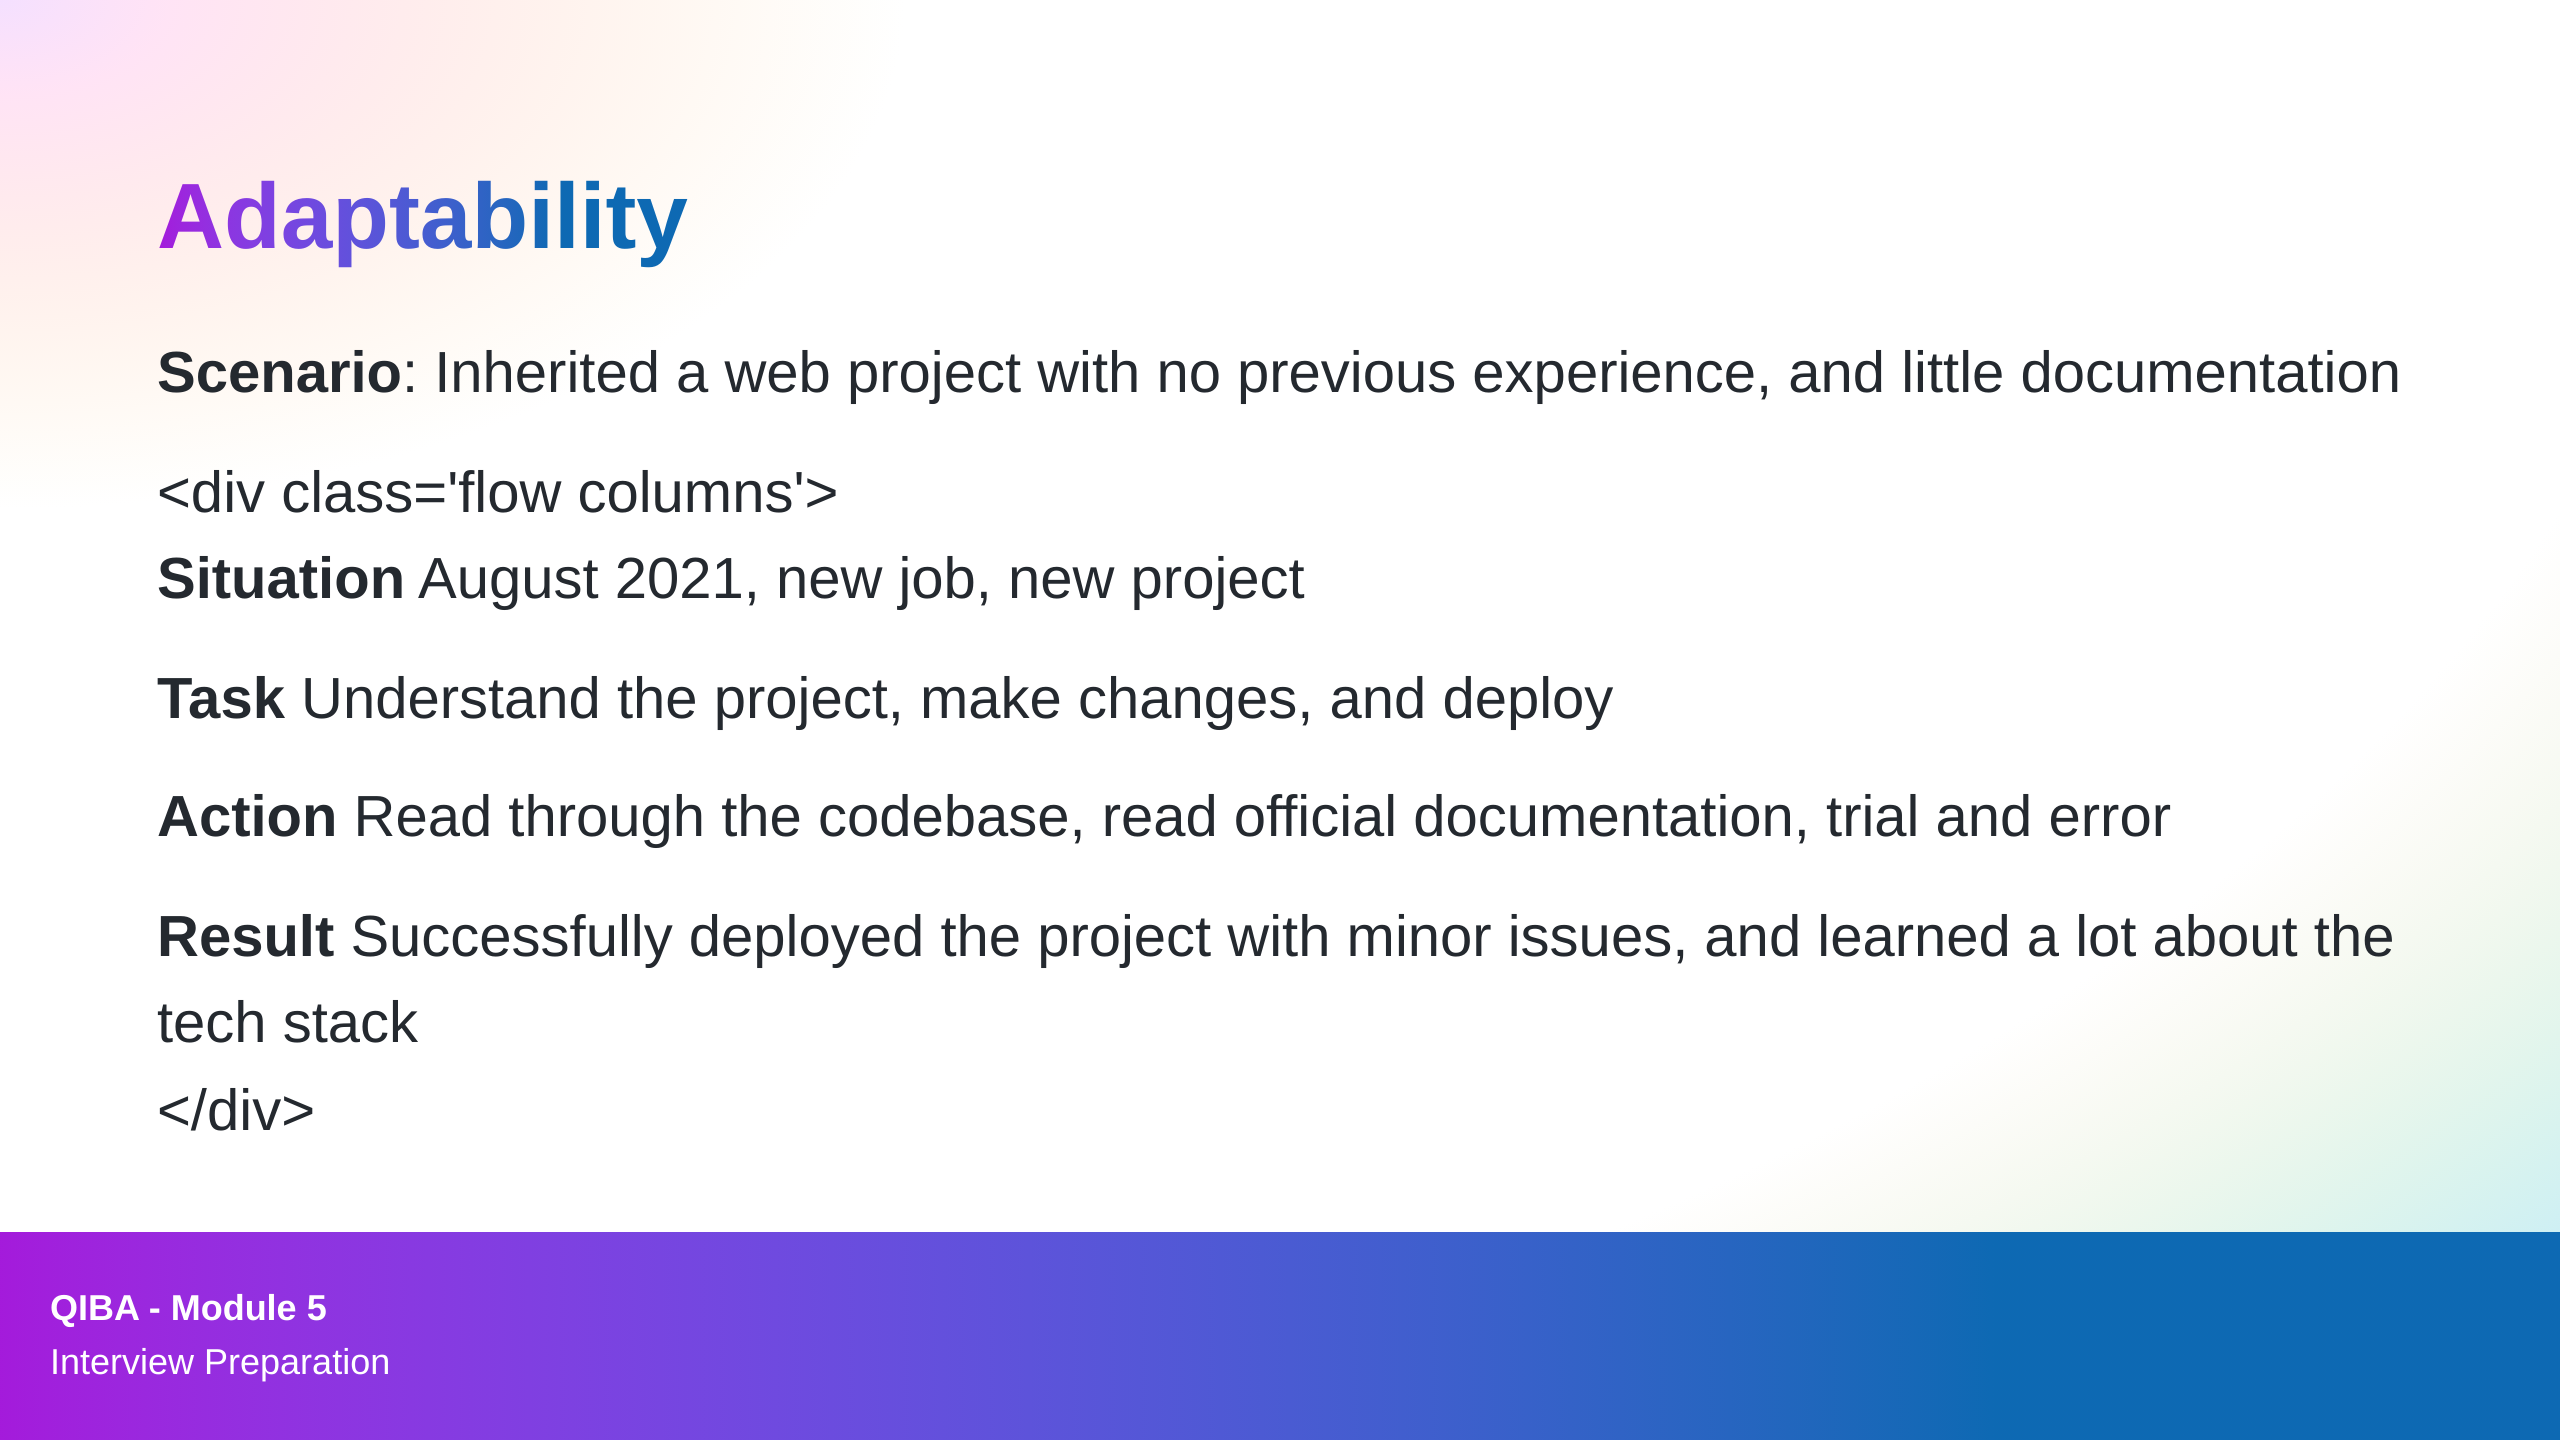 Adaptability
Scenario: Inherited a web project with no previous experience, and little documentation
<div class='flow columns'>
Situation August 2021, new job, new project
Task Understand the project, make changes, and deploy
Action Read through the codebase, read official documentation, trial and error
Result Successfully deployed the project with minor issues, and learned a lot about the
tech stack
</div>
QIBA - Module 5
Interview Preparation